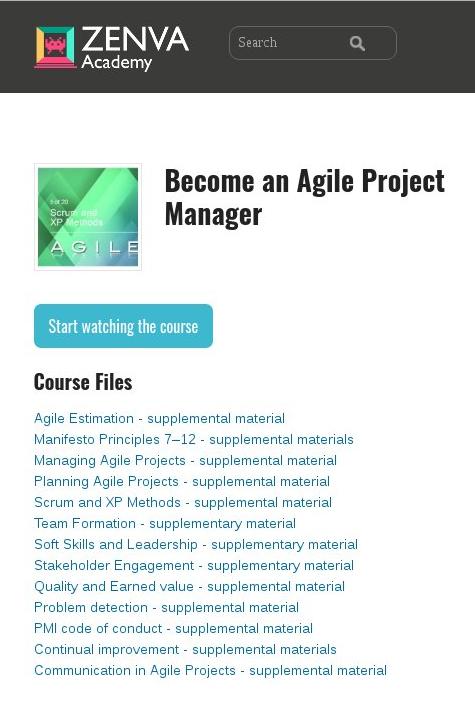 ZENVA
Academy
Search
Become an Agile Project
Manager
5 of 20
Scrum and
XP Methods
AGILE
Start watching the course
Course Files
Agile Estimation - supplemental material
Manifesto Principles 7–12 - supplemental materials
Managing Agile Projects - supplemental material
Planning Agile Projects - supplemental material
Scrum and XP Methods - supplemental material
Team Formation - supplementary material
Soft Skills and Leadership - supplementary material
Stakeholder Engagement - supplementary material
Quality and Earned value - supplemental material
Problem detection - supplemental material
PMI code of conduct - supplemental material
Continual improvement - supplemental materials
Communication in Agile Projects - supplemental material